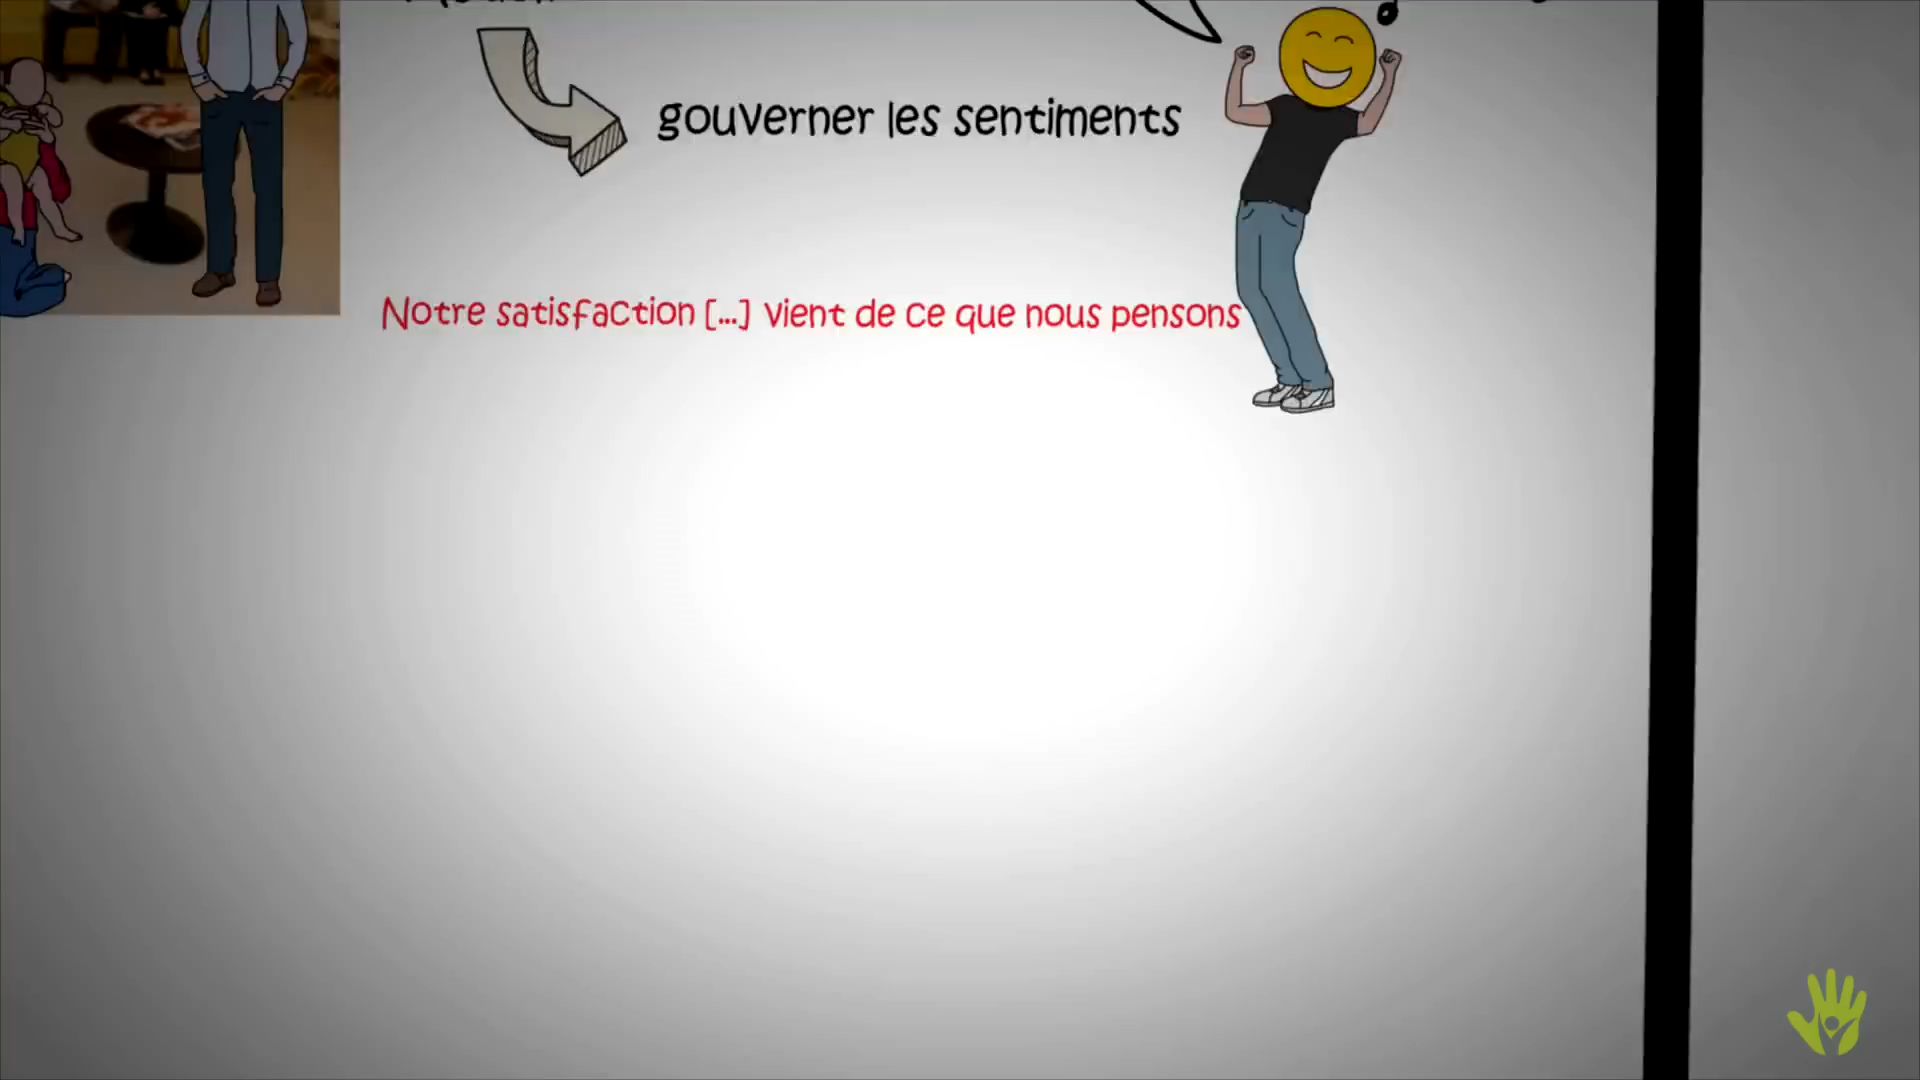 gouverner les sentiments
Notre satisfaction [...] vient de ce que nous pensons